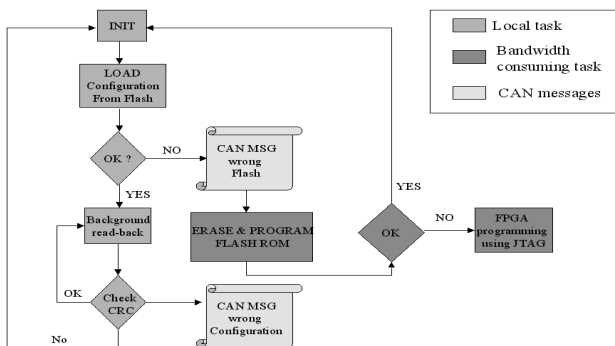 INIT
Local task
Bandwidth
consuming task
CAN messages
LOAD
Configuration
From Flash
OK ?
NO
CAN MSG
wrong
Flash
YES
YES
Background
read-back
ERASE & PROGRAM
FLASH ROM
OK
NO
FPGA
programming
using JTAG
OK
Check
CRC
CAN MSG
wrong
Configuration
No